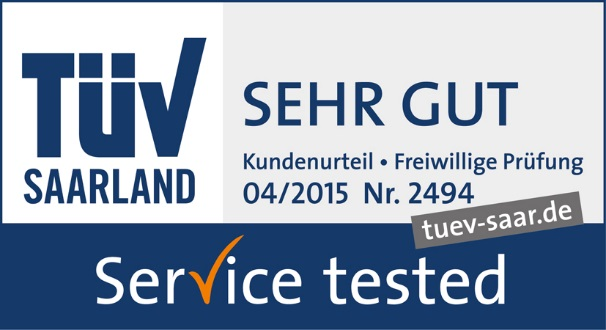 TÜV
SAARLAND
SEHR GUT
Kundenurteil • Freiwillige Prüfung
04/2015 Nr. 2494
tuev-saar.de
Service tested